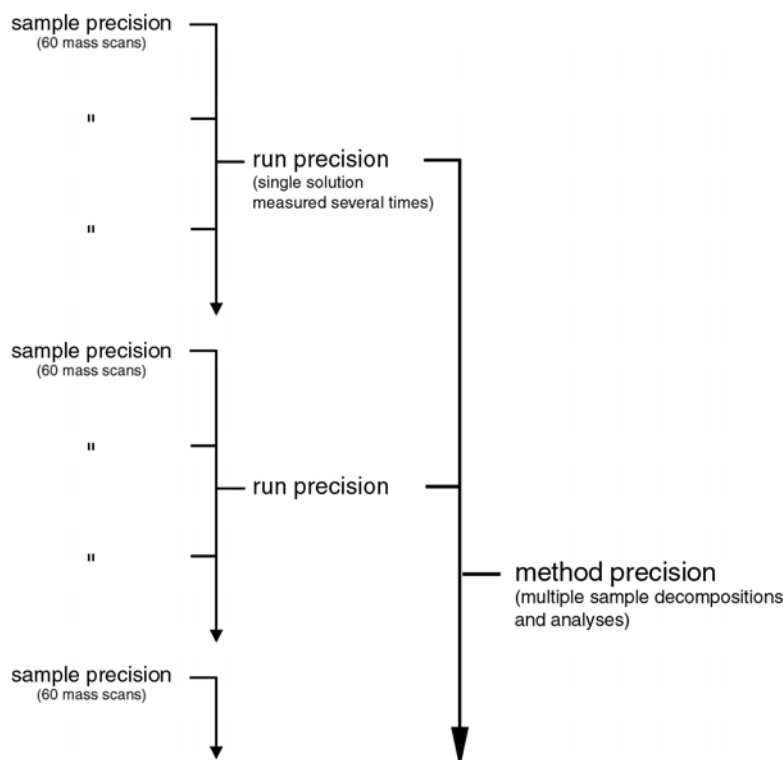 sample precision
(60 mass scans)
"
run precision
(single solution
measured several times)
"
sample precision
(60 mass scans)
"
run precision
"
method precision
(multiple sample decompositions
and analyses)
sample precision
(60 mass scans)